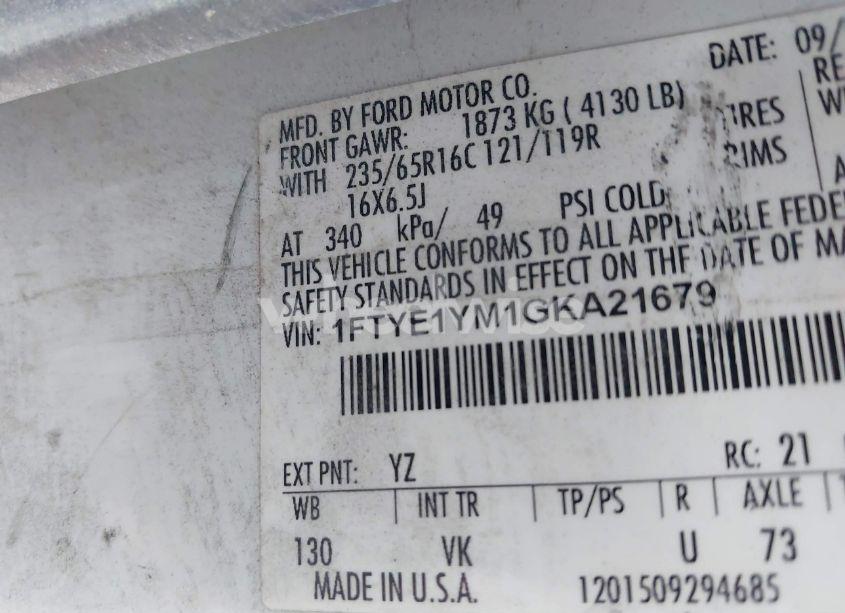 DATE: 09/
MFD. BY FORD MOTOR CO.
FRONT GAWR: 1873 KG ( 4130 LB) RE
WITH 235/65R16C 121/119R
16X6.5J
AT 340 kPa/ 49 PSI COLD
THIS VEHICLE CONFORMS TO ALL APPLICABLE FEDE
SAFETY STANDARDS IN EFFECT ON THE DATE OF MA
VIN: 1FTYE1YM1GKA21679
EXT PNT: YZ RC: 21
WB INT TR TP/PS R AXLE
130 VK U 73
MADE IN U.S.A. 1201509294685